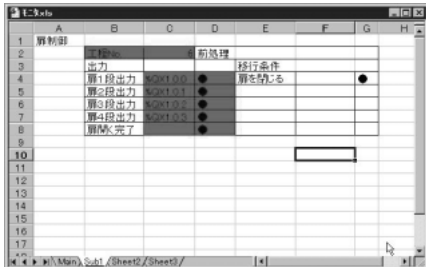 モニタ.xls
A B C D E F G H
1 扉制御
2 工程No. 6 前処理
3 出力 移行条件
4 扉1段出力 %QX1.0.0 ● 扉を閉じる ●
5 扉2段出力 %QX1.0.1 ●
6 扉3段出力 %QX1.0.2 ●
7 扉4段出力 %QX1.0.3 ●
8 扉開く完了 ●
9
10
11
12
13
14
15
16
17
Main / Sub1 / Sheet2 / Sheet3 /